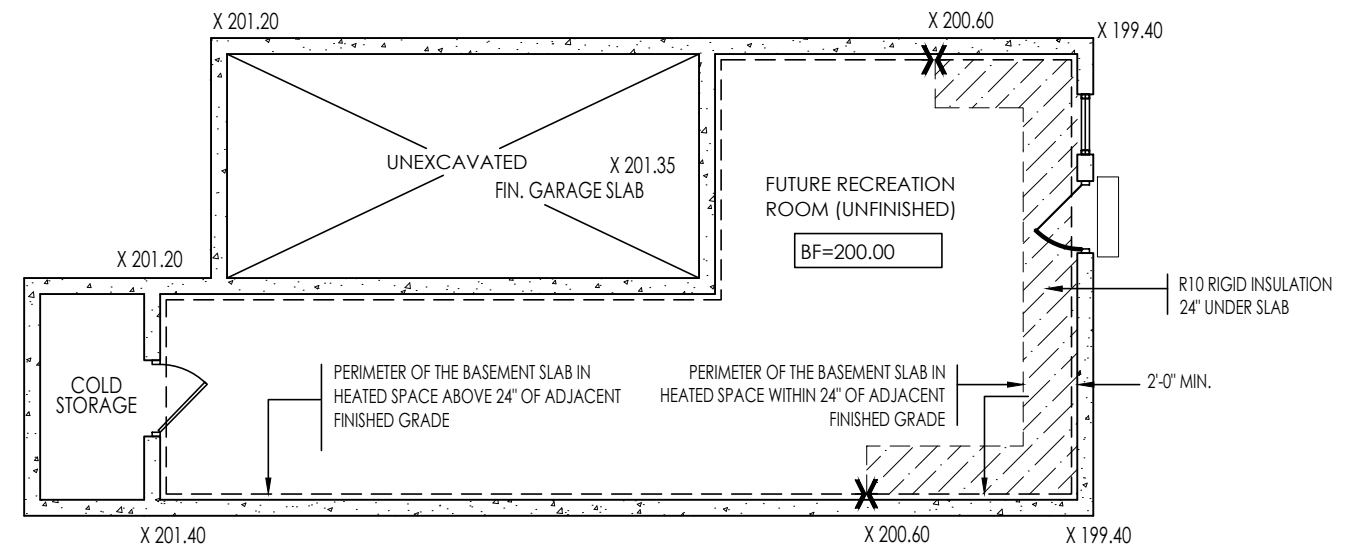 X 201.20
X 200.60
X 199.40
UNEXCAVATED
X 201.35
FIN. GARAGE SLAB
FUTURE RECREATION
ROOM (UNFINISHED)
BF=200.00
X 201.20
R10 RIGID INSULATION
24" UNDER SLAB
COLD
STORAGE
PERIMETER OF THE BASEMENT SLAB IN
HEATED SPACE ABOVE 24" OF ADJACENT
FINISHED GRADE
PERIMETER OF THE BASEMENT SLAB IN
HEATED SPACE WITHIN 24" OF ADJACENT
FINISHED GRADE
2'-0" MIN.
X 201.40
X 200.60
X 199.40